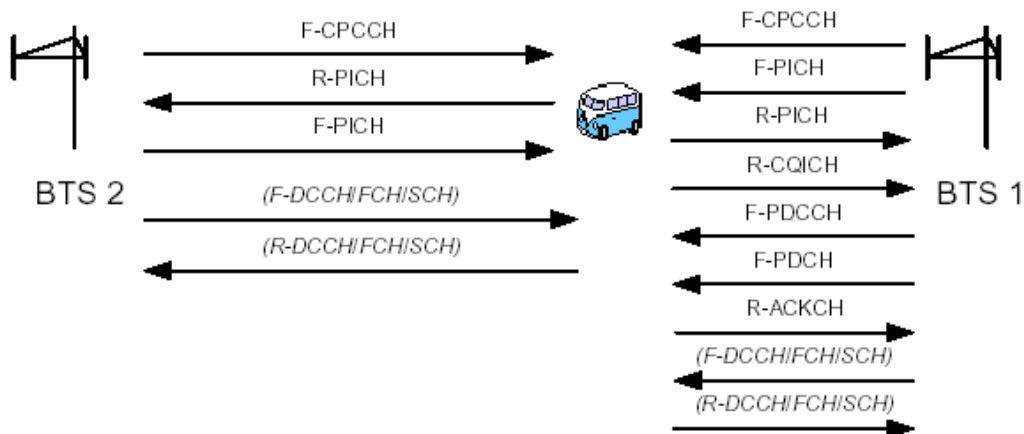 F-CPCCH
R-PICH
F-PICH
BTS 2
(F-DCCH/FCH/SCH)
(R-DCCH/FCH/SCH)
F-CPCCH
F-PICH
R-PICH
R-CQICH
BTS 1
F-PDCCH
F-PDCH
R-ACKCH
(F-DCCH/FCH/SCH)
(R-DCCH/FCH/SCH)